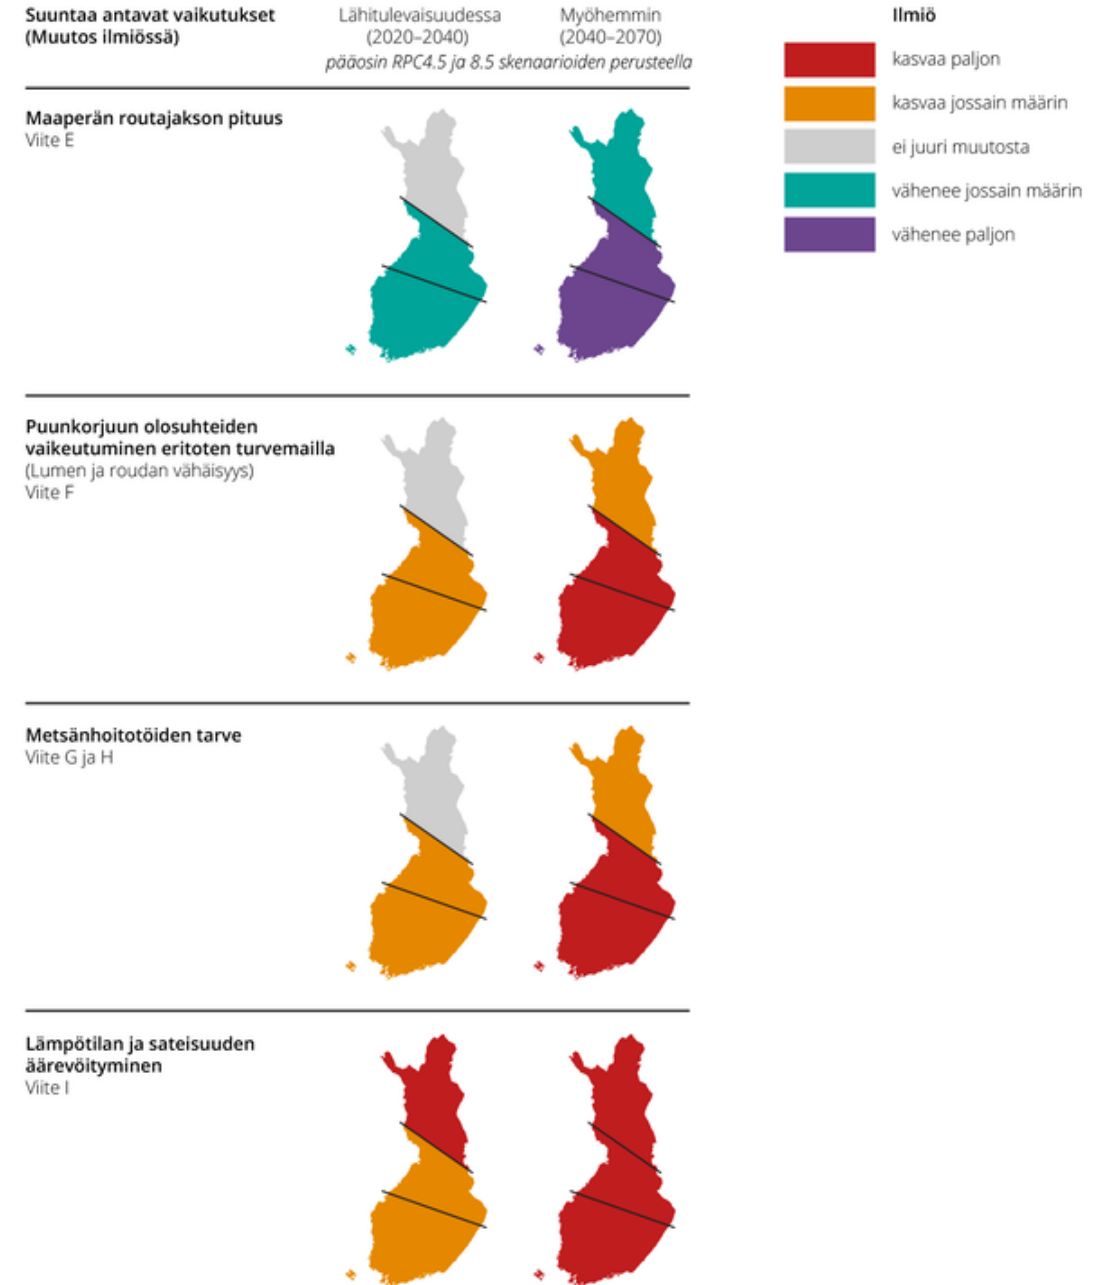 Suuntaa antavat vaikutukset
(Muutos ilmiössä)
Lähitulevaisuudessa
(2020–2040)
Myöhemmin
(2040–2070)
pääosin RPC4.5 ja 8.5 skenaarioiden perusteella
Ilmiö
kasvaa paljon
kasvaa jossain määrin
ei juuri muutosta
vähenee jossain määrin
vähenee paljon
Maaperän routajakson pituus
Viite E
Puunkorjuun olosuhteiden
vaikeutuminen eritoten turvemailla
(Lumen ja roudan vähäisyys)
Viite F
Metsänhoitotöiden tarve
Viite G ja H
Lämpötilan ja sateisuuden
äärevöityminen
Viite I